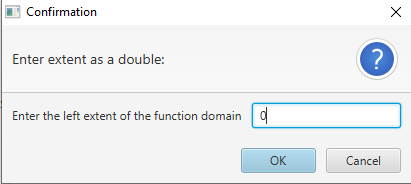 Confirmation
Enter extent as a double:
?
Enter the left extent of the function domain 0
OK Cancel